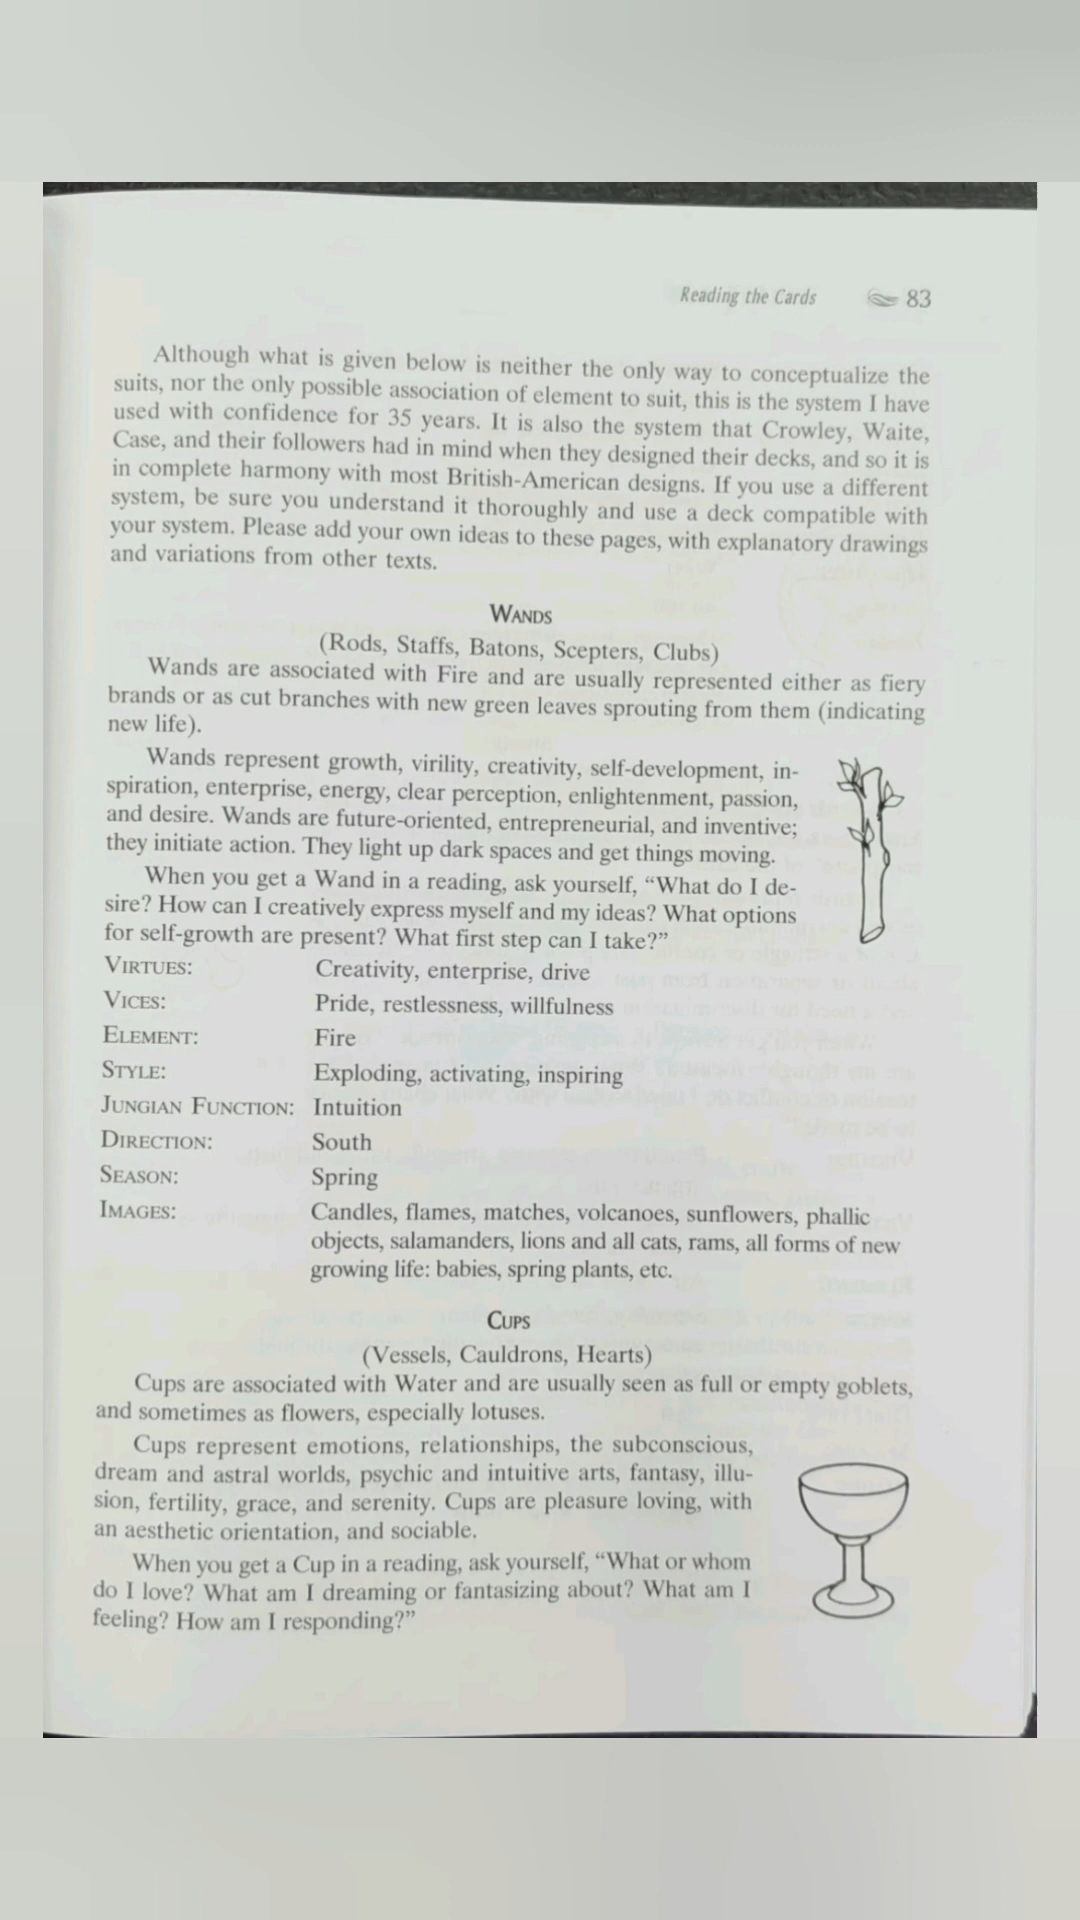 Reading the Cards 83
Although what is given below is neither the only way to conceptualize the
suits, nor the only possible association of element to suit, this is the system I have
used with confidence for 35 years. It is also the system that Crowley, Waite,
Case, and their followers had in mind when they designed their decks, and so it is
in complete harmony with most British-American designs. If you use a different
system, be sure you understand it thoroughly and use a deck compatible with
your system. Please add your own ideas to these pages, with explanatory drawings
and variations from other texts.
WANDS
(Rods, Staffs, Batons, Scepters, Clubs)
Wands are associated with Fire and are usually represented either as fiery
brands or as cut branches with new green leaves sprouting from them (indicating
new life).
Wands represent growth, virility, creativity, self-development, in-
spiration, enterprise, energy, clear perception, enlightenment, passion,
and desire. Wands are future-oriented, entrepreneurial, and inventive;
they initiate action. They light up dark spaces and get things moving.
When you get a Wand in a reading, ask yourself, “What do I de-
sire? How can I creatively express myself and my ideas? What options
for self-growth are present? What first step can I take?”
VIRTUES: Creativity, enterprise, drive
VICES: Pride, restlessness, willfulness
ELEMENT: Fire
STYLE: Exploding, activating, inspiring
JUNGIAN FUNCTION: Intuition
DIRECTION: South
SEASON: Spring
IMAGES: Candles, flames, matches, volcanoes, sunflowers, phallic
objects, salamanders, lions and all cats, rams, all forms of new
growing life: babies, spring plants, etc.
CUPS
(Vessels, Cauldrons, Hearts)
Cups are associated with Water and are usually seen as full or empty goblets,
and sometimes as flowers, especially lotuses.
Cups represent emotions, relationships, the subconscious,
dream and astral worlds, psychic and intuitive arts, fantasy, illu-
sion, fertility, grace, and serenity. Cups are pleasure loving, with
an aesthetic orientation, and sociable.
When you get a Cup in a reading, ask yourself, “What or whom
do I love? What am I dreaming or fantasizing about? What am I
feeling? How am I responding?”